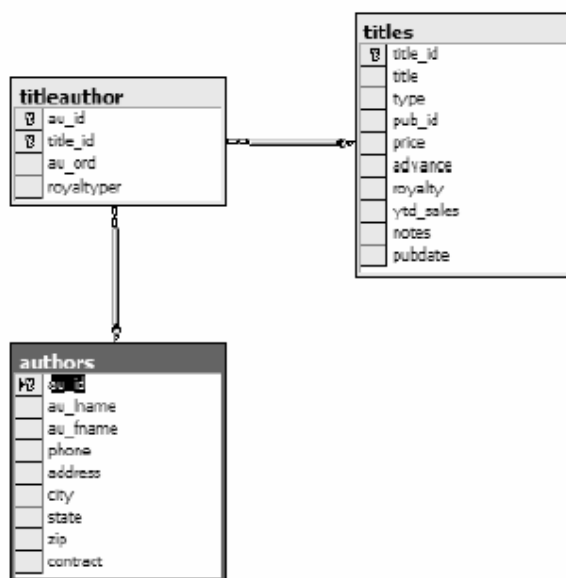 titleauthor
au_id
title_id
au_ord
royaltyper
titles
title_id
title
type
pub_id
price
advance
royalty
ytd_sales
notes
pubdate
authors
au_id
au_lname
au_fname
phone
address
city
state
zip
contract